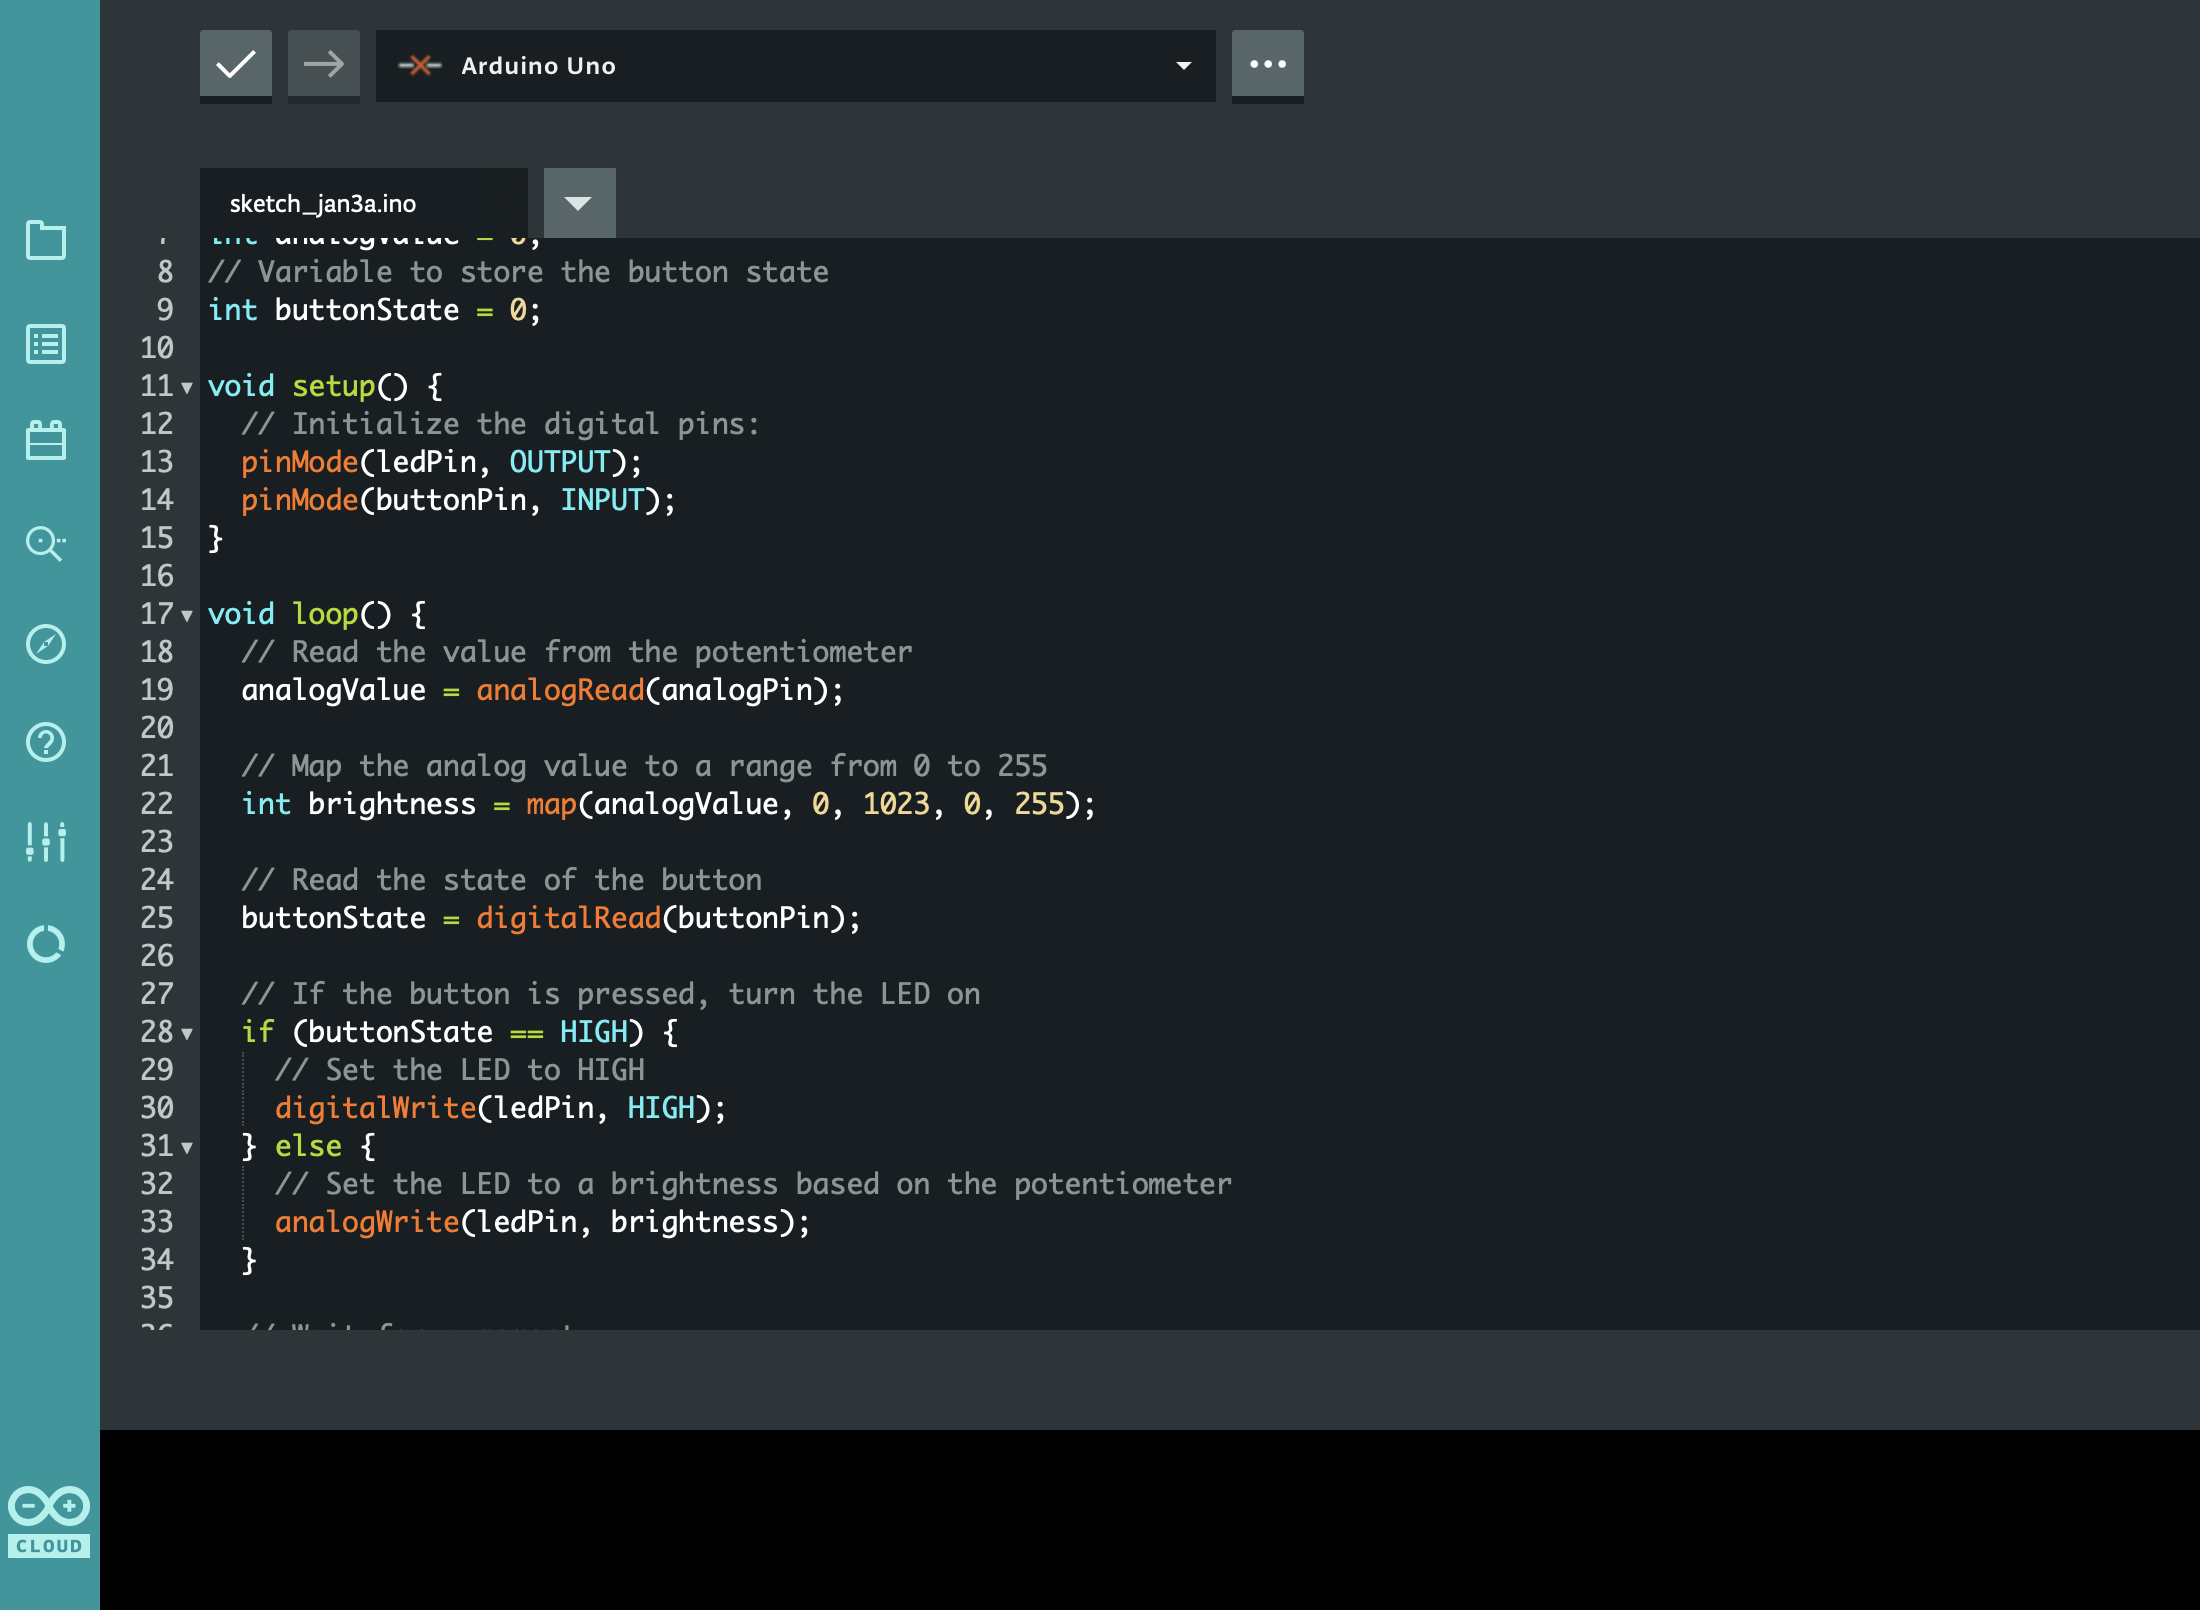 Arduino Uno
sketch_jan3a.ino
7 int analogValue = 0;
8 // Variable to store the button state
9 int buttonState = 0;
10
11 void setup() {
12 // Initialize the digital pins:
13 pinMode(ledPin, OUTPUT);
14 pinMode(buttonPin, INPUT);
15 }
16
17 void loop() {
18 // Read the value from the potentiometer
19 analogValue = analogRead(analogPin);
20
21 // Map the analog value to a range from 0 to 255
22 int brightness = map(analogValue, 0, 1023, 0, 255);
23
24 // Read the state of the button
25 buttonState = digitalRead(buttonPin);
26
27 // If the button is pressed, turn the LED on
28 if (buttonState == HIGH) {
29 // Set the LED to HIGH
30 digitalWrite(ledPin, HIGH);
31 } else {
32 // Set the LED to a brightness based on the potentiometer
33 analogWrite(ledPin, brightness);
34 }
35
CLOUD